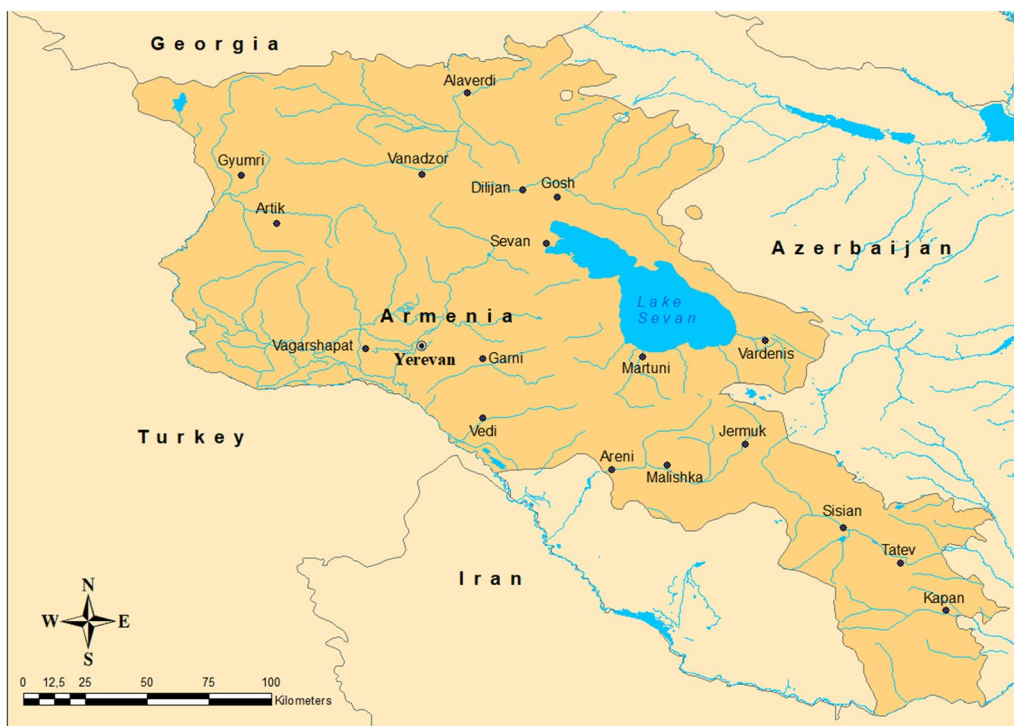 Georgia
Alaverdi
Gyumri
Vanadzor
Dilijan
Gosh
Artik
Sevan
Azerbaijan
Lake
Sevan
Armenia
Vagarshapat
Yerevan
Garni
Martuni
Vardenis
Turkey
Vedi
Jermuk
Areni
Malishka
Sisian
Tatev
Iran
Kapan
N
W
E
S
0 12,5 25 50 75 100
Kilometers